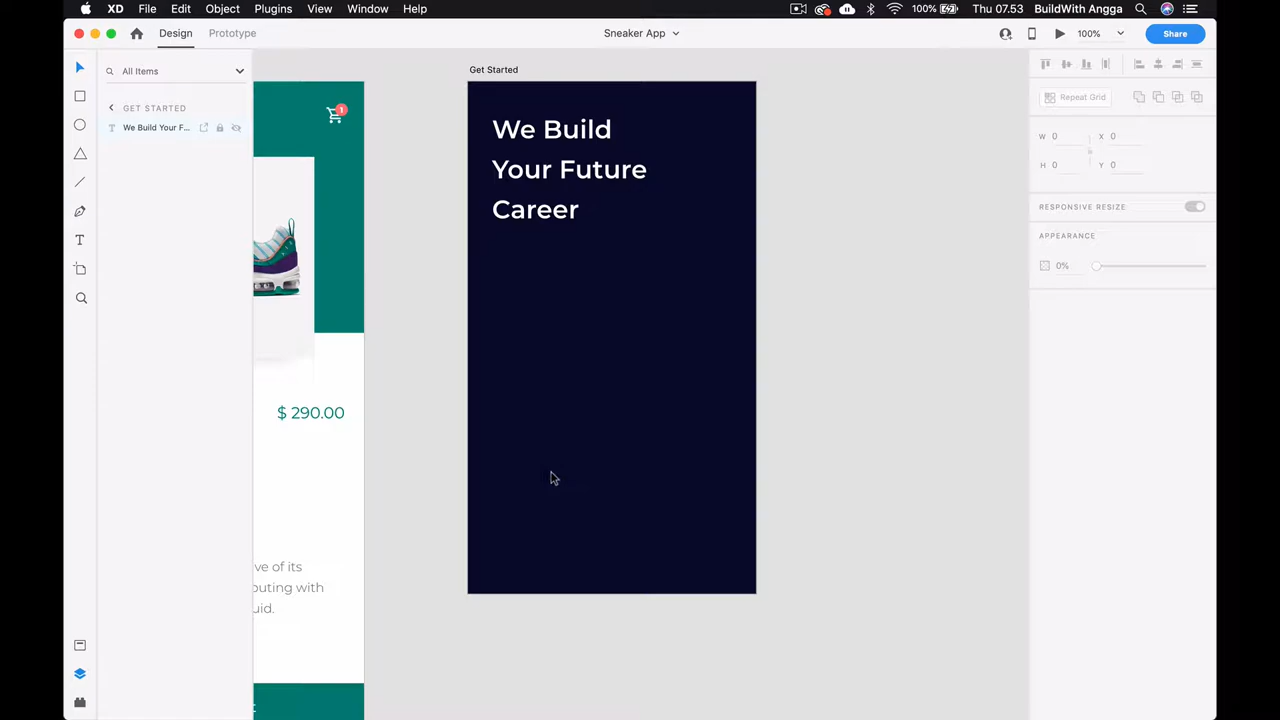 XD File Edit Object Plugins View Window Help 100% Thu 07.53 BuildWith Angga
Design Prototype Sneaker App 100% Share
All Items
GET STARTED
We Build Your F...
1
$ 290.00
ve of its
outing with
uid.
Get Started
We Build
Your Future
Career
Repeat Grid
W 0 X 0
H 0 Y 0
RESPONSIVE RESIZE
APPEARANCE
0%